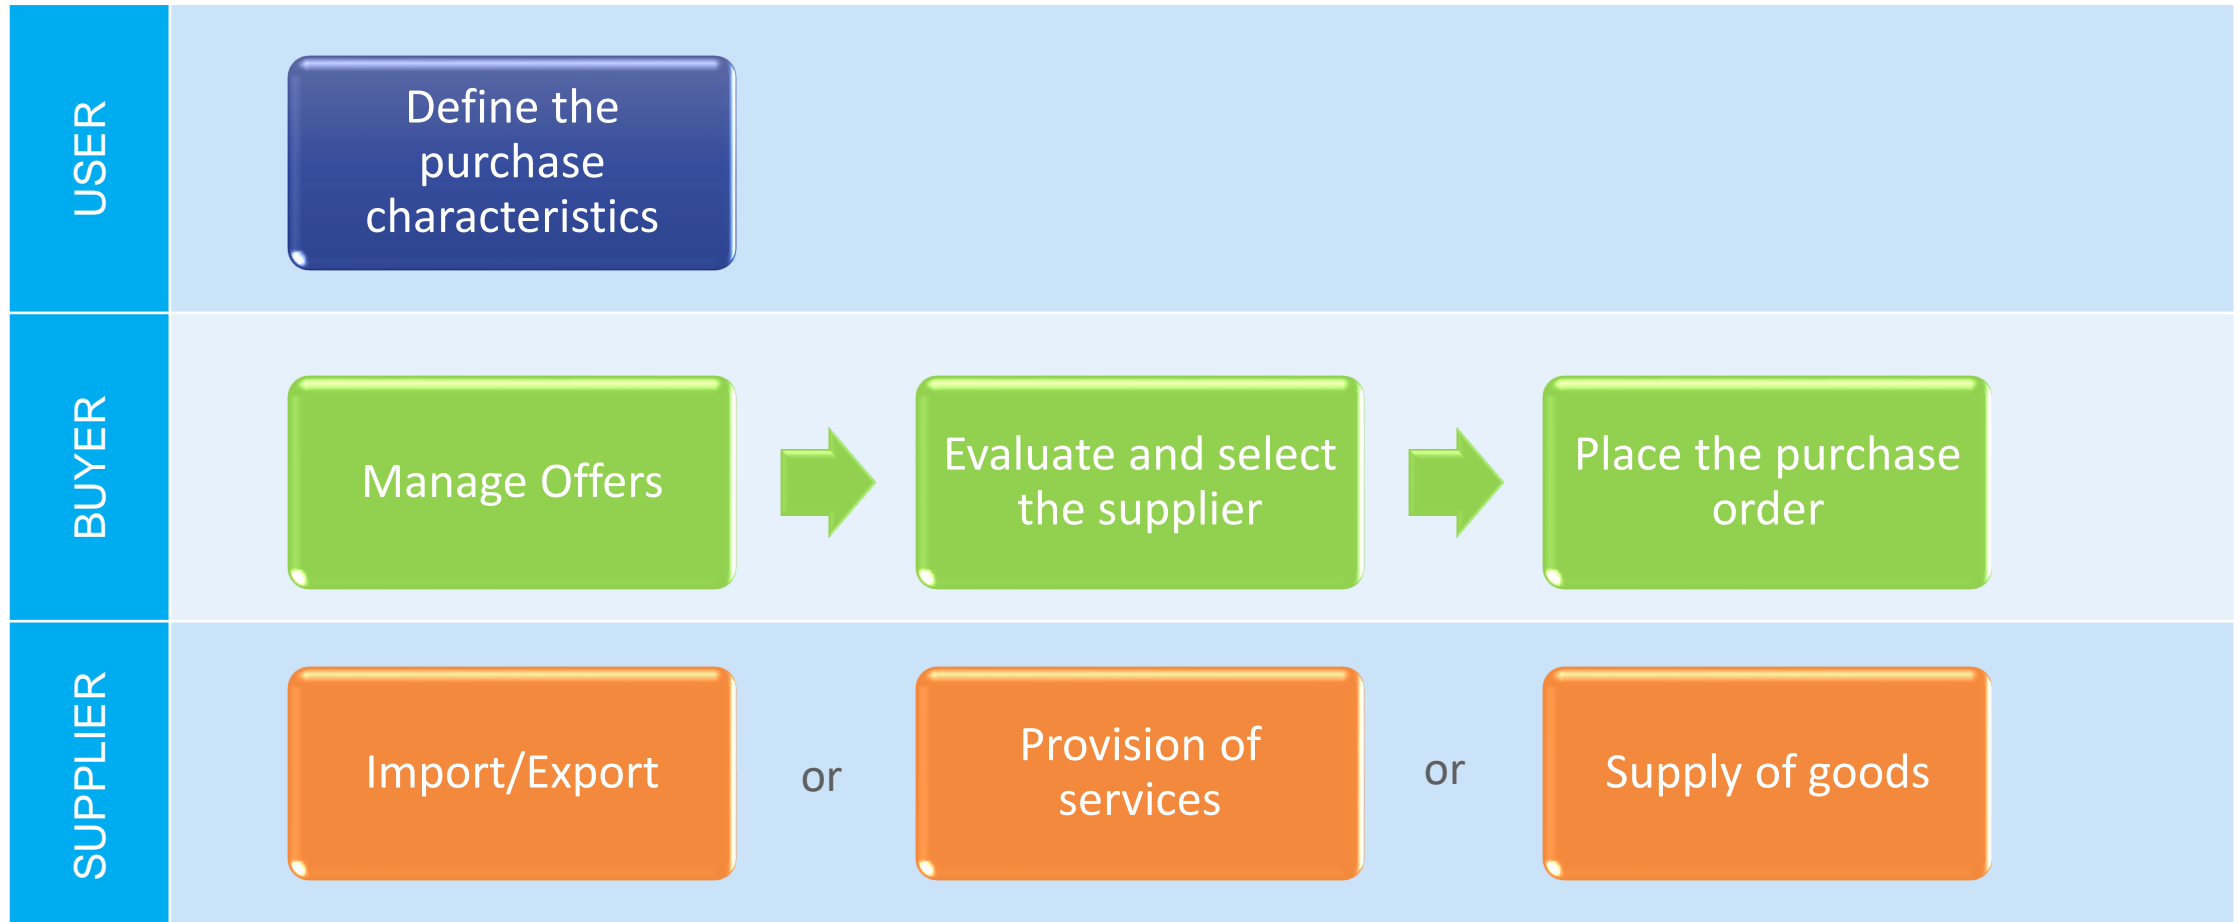 USER
Define the
purchase
characteristics
BUYER
Manage Offers
Evaluate and select
the supplier
Place the purchase
order
SUPPLIER
Import/Export
or
Provision of
services
or
Supply of goods